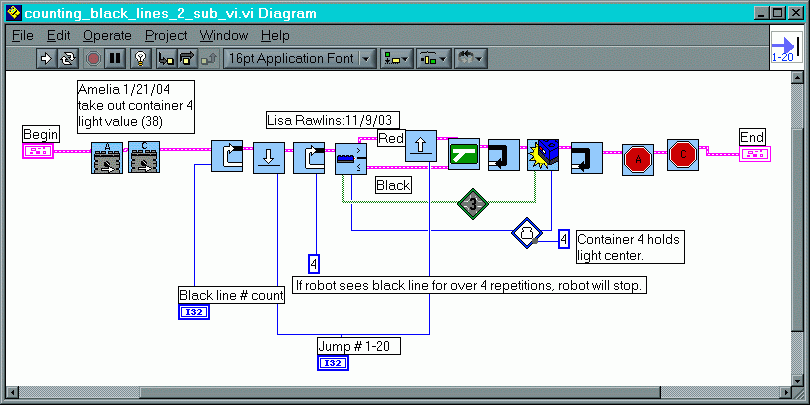 counting_black_lines_2_sub_vi.vi Diagram
File Edit Operate Project Window Help
16pt Application Font
1-20
Amelia 1/21/04
take out container 4
light value (38)
Lisa Rawlins:11/9/03
Begin
Red
End
A
C
A
C
Black
3
4
4
Container 4 holds
light center.
If robot sees black line for over 4 repetitions, robot will stop.
Black line # count
I32
Jump # 1-20
I32